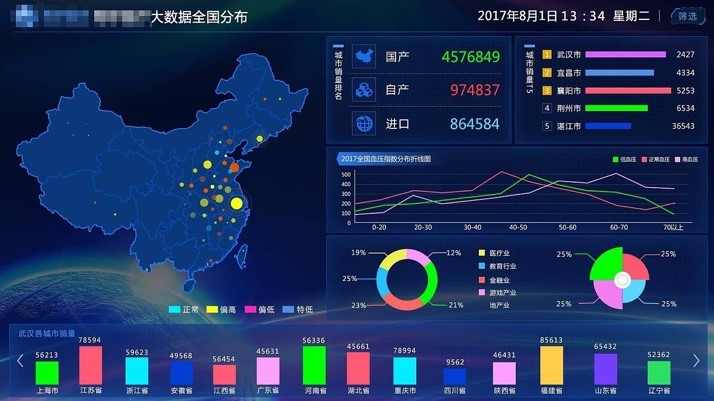 大数据全国分布
2017年8月1日 13：34 星期二
筛选
城市销量排名
国产 4576849
自产 974837
进口 864584
城市销量T5
1 武汉市 2427
2 宜昌市 4334
3 襄阳市 5253
4 荆州市 6534
5 湛江市 36543
2017全国血压指数分布折线图
低血压 正常血压 高血压
500
400
300
200
100
0
0-20 20-30 30-40 40-50 50-60 60-70 70以上
正常 偏高 偏低 特低
19% 12%
25%
23% 21%
医疗业
教育行业
金融业
游戏产业
地产业
25% 25%
25% 25%
武汉各城市销量
56213 78594 59623 49568 56454 45631 56336 45661 78994 9562 46431 85613 65432 52362
上海市 江苏省 浙江省 安徽省 江西省 广东省 河南省 湖北省 重庆市 四川省 陕西省 福建省 山东省 辽宁省